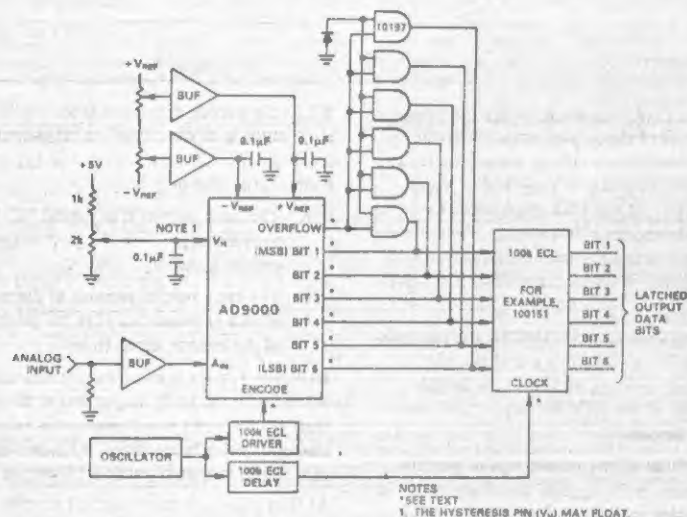 10197
+VREF
BUF
BUF
0.1μF
0.1μF
+5V
−VREF
1k
2k
NOTE 1
0.1μF
−VREF +VREF
OVERFLOW *
VH
(MSB) BIT 1 *
BIT 2 *
BIT 3 *
BIT 4 *
BIT 5 *
(LSB) BIT 6 *
AD9000
AIN
ENCODE
*
ANALOG
INPUT
BUF
100k ECL
FOR
EXAMPLE,
100151
CLOCK
*
BIT 1
BIT 2
BIT 3
BIT 4
BIT 5
BIT 6
LATCHED
OUTPUT
DATA
BITS
OSCILLATOR
100k ECL
DRIVER
100k ECL
DELAY
NOTES
*SEE TEXT
1. THE HYSTERESIS PIN (VH) MAY FLOAT.